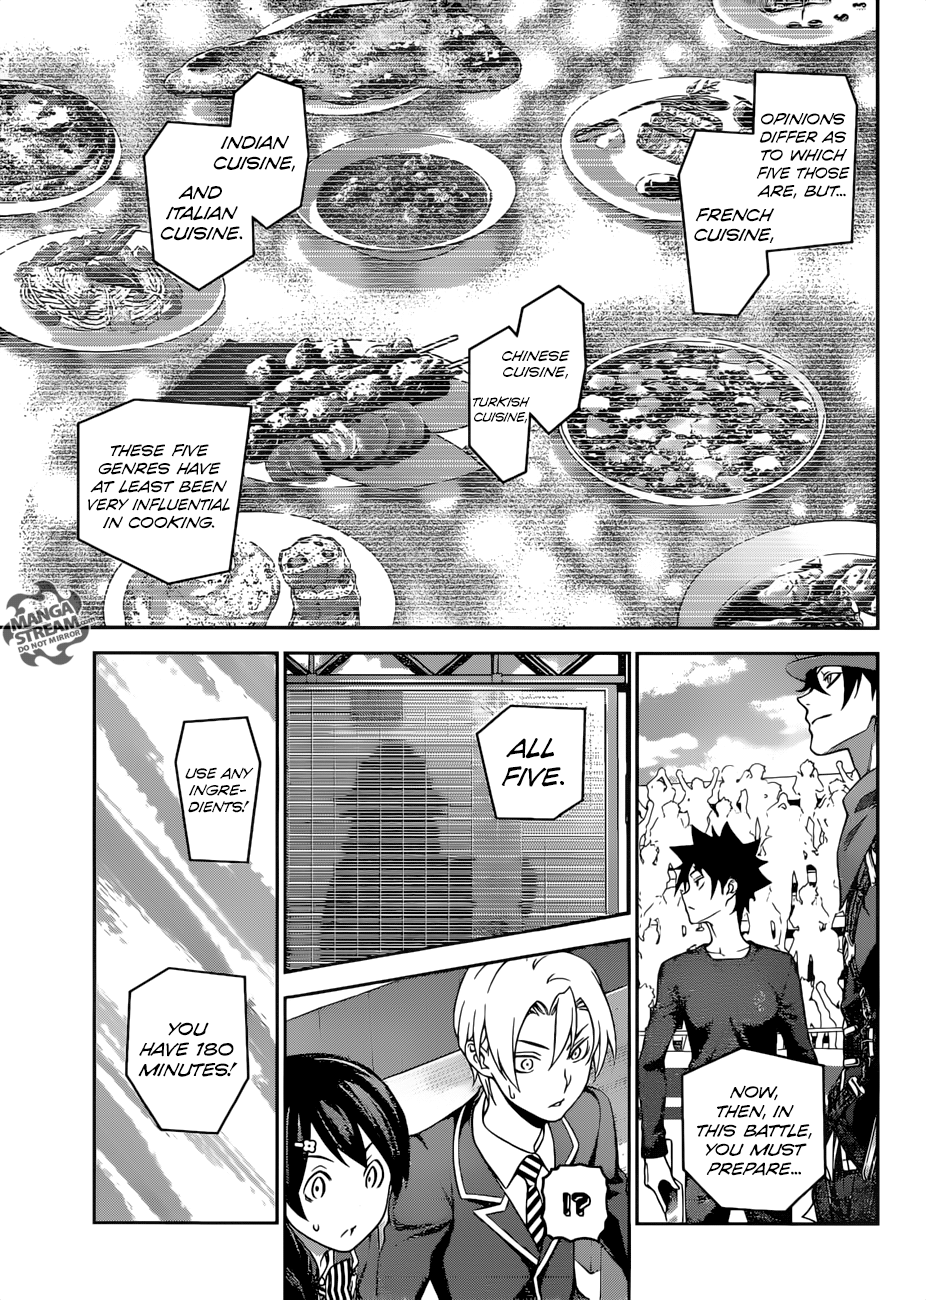 OPINIONS
DIFFER AS
TO WHICH
FIVE THOSE
ARE, BUT...
FRENCH
CUISINE,
CHINESE
CUISINE,
TURKISH
CUISINE,
INDIAN
CUISINE,
AND
ITALIAN
CUISINE.
THESE FIVE
GENRES HAVE
AT LEAST BEEN
VERY INFLUENTIAL
IN COOKING.
MANGA
STREAM
DO NOT MIRROR
NOW,
THEN, IN
THIS BATTLE,
YOU MUST
PREPARE...
ALL
FIVE.
!?
USE ANY
INGRE-
DIENTS!
YOU
HAVE 180
MINUTES!